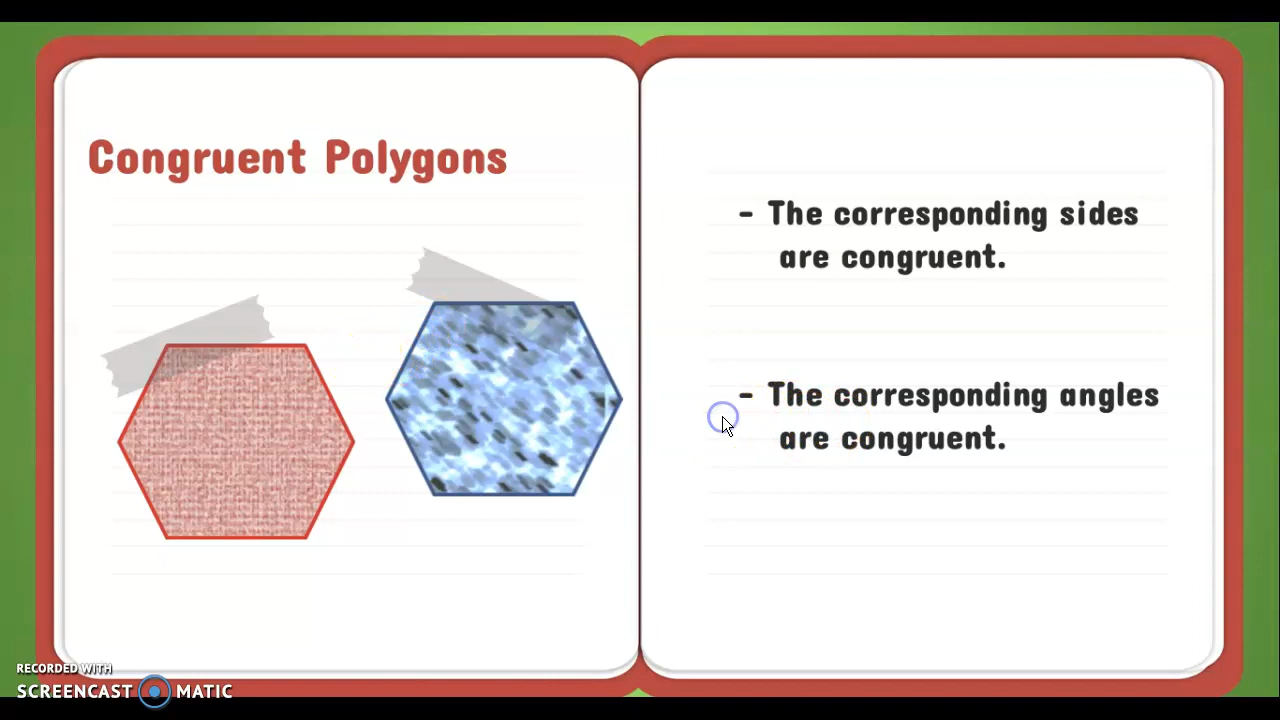 Congruent Polygons
- The corresponding sides
are congruent.
- The corresponding angles
are congruent.
RECORDED WITH
SCREENCAST MATIC